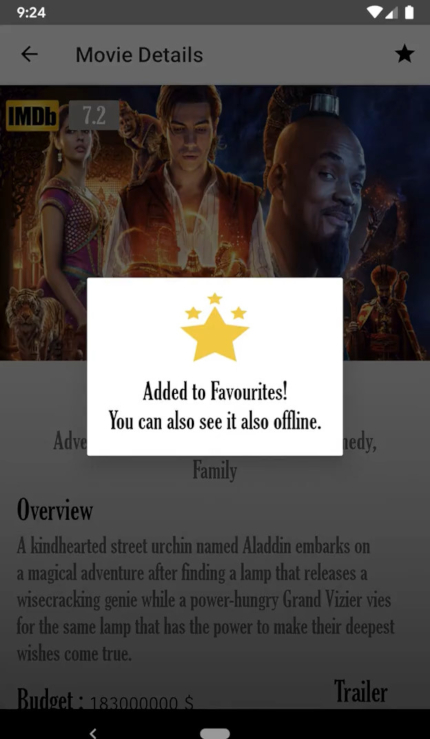 9:24
Movie Details
IMDb 7.2
Added to Favourites!
You can also see it also offline.
Family
Overview
A kindhearted street urchin named Aladdin embarks on
a magical adventure after finding a lamp that releases a
wisecracking genie while a power-hungry Grand Vizier vies
for the same lamp that has the power to make their deepest
wishes come true.
Budget : 183000000 $
Trailer